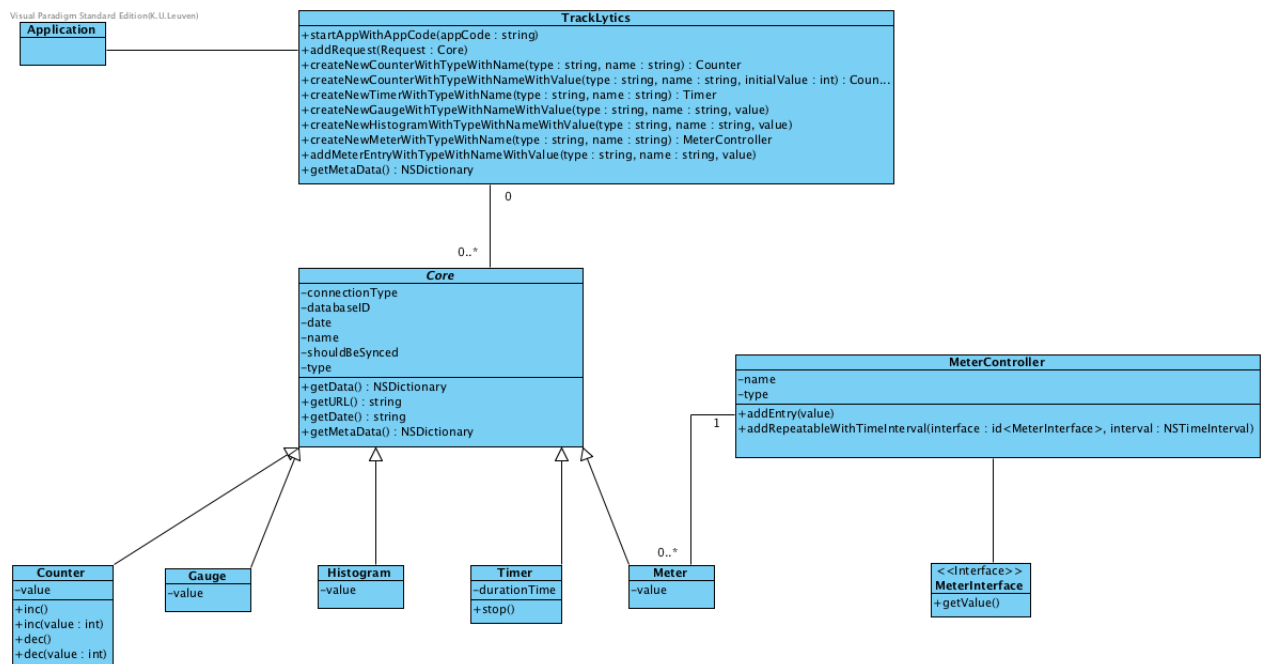 Visual Paradigm Standard Edition(K.U.Leuven)
Application
TrackLytics
+startAppWithAppCode(appCode : string)
+addRequest(Request : Core)
+createNewCounterWithTypeWithName(type : string, name : string) : Counter
+createNewCounterWithTypeWithNameWithValue(type : string, name : string, initialValue : int) : Coun...
+createNewTimerWithTypeWithName(type : string, name : string) : Timer
+createNewGaugeWithTypeWithNameWithValue(type : string, name : string, value)
+createNewHistogramWithTypeWithNameWithValue(type : string, name : string, value)
+createNewMeterWithTypeWithName(type : string, name : string) : MeterController
+addMeterEntryWithTypeWithNameWithValue(type : string, name : string, value)
+getMetaData() : NSDictionary
0
0..*
Core
-connectionType
-databaseID
-date
-name
-shouldBeSynced
-type
+getData() : NSDictionary
+getURL() : string
+getDate() : string
+getMetaData() : NSDictionary
MeterController
-name
-type
+addEntry(value)
+addRepeatableWithTimeInterval(interface : id<MeterInterface>, interval : NSTimeInterval)
1
0..*
Counter
-value
+inc()
+inc(value : int)
+dec()
+dec(value : int)
Gauge
-value
Histogram
-value
Timer
-durationTime
+stop()
Meter
-value
<<Interface>>
MeterInterface
+getValue()